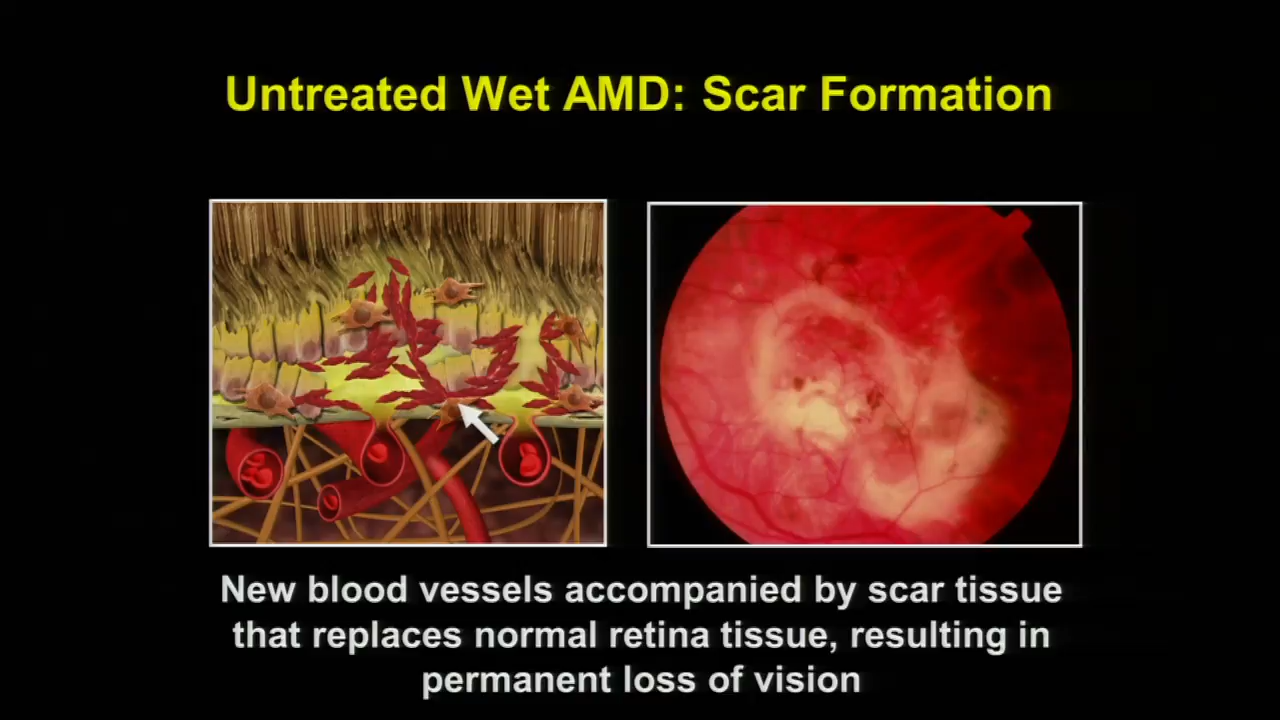 Untreated Wet AMD: Scar Formation
New blood vessels accompanied by scar tissue
that replaces normal retina tissue, resulting in
permanent loss of vision